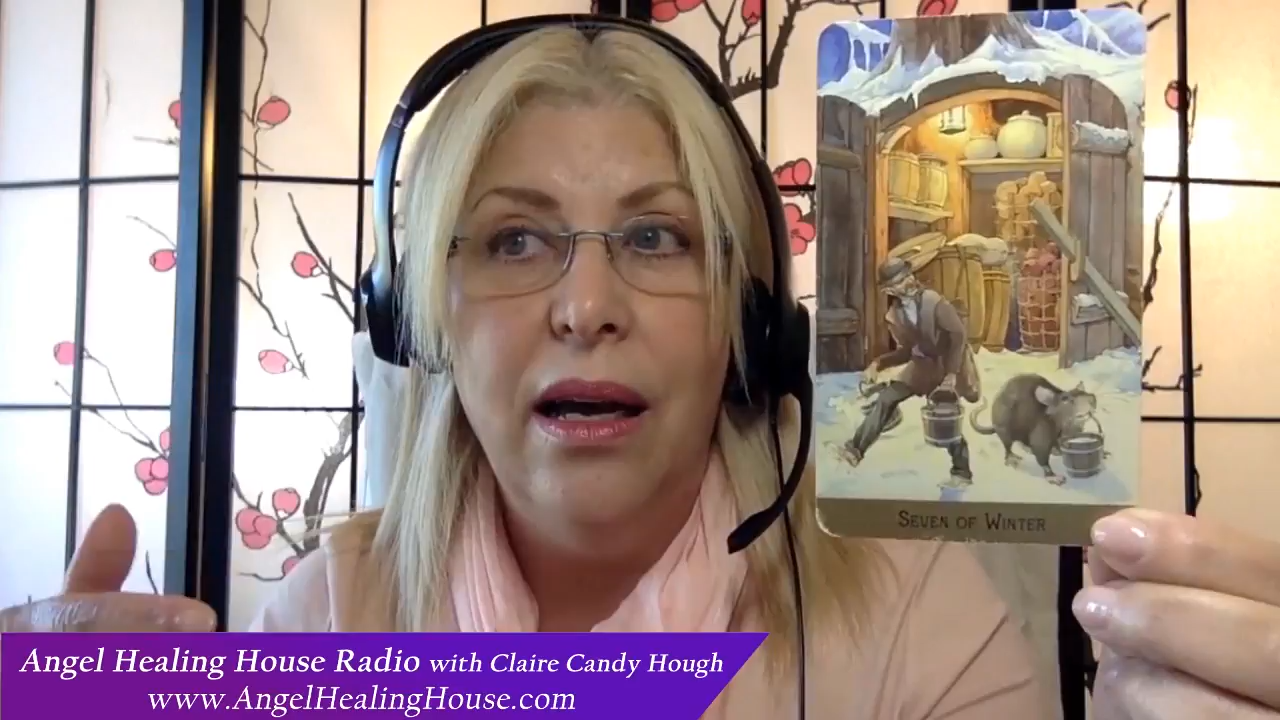 SEVEN OF WINTER
Angel Healing House Radio with Claire Candy Hough
www.AngelHealingHouse.com